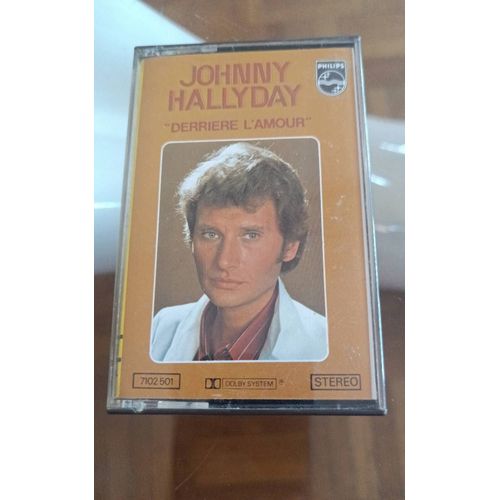 JOHNNY
HALLYDAY
"DERRIERE L'AMOUR"
PHILIPS
7102 501
DOLBY SYSTEM ®
STEREO